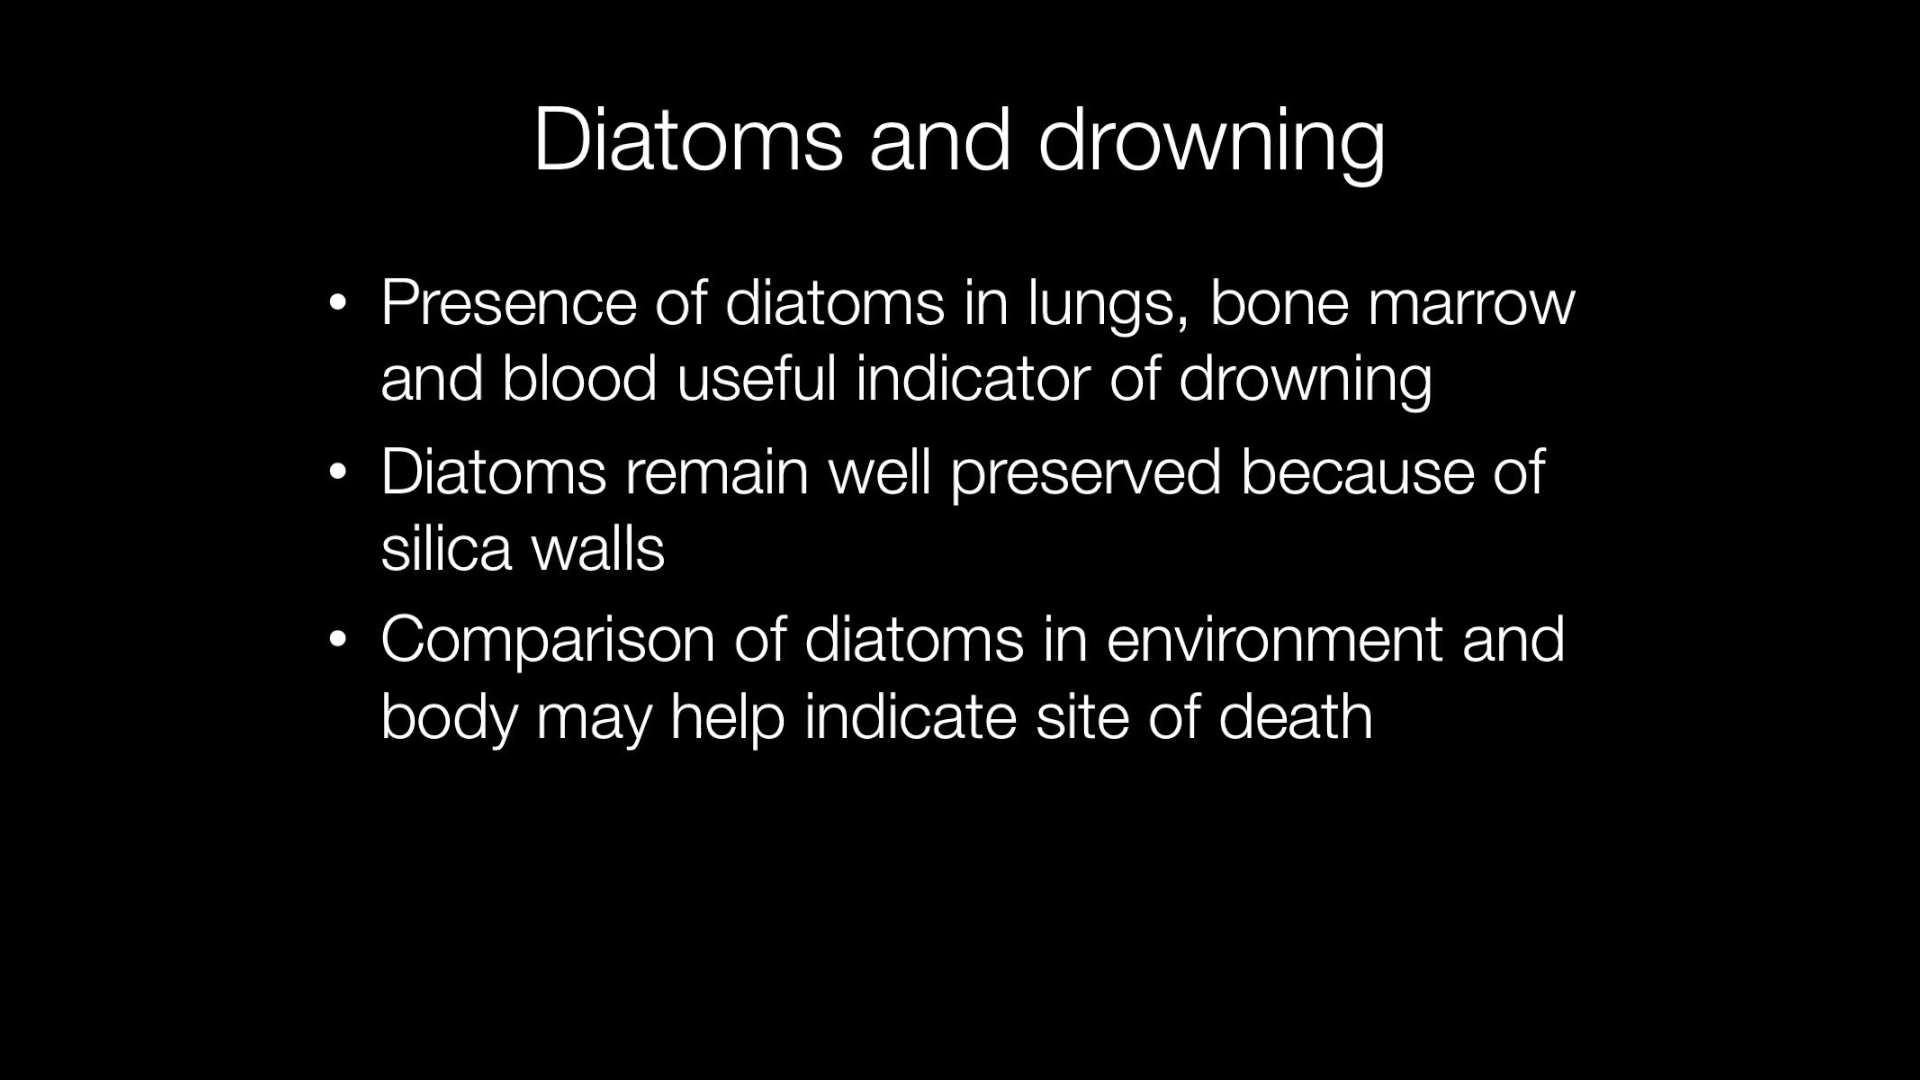 Diatoms and drowning
• Presence of diatoms in lungs, bone marrow
and blood useful indicator of drowning
• Diatoms remain well preserved because of
silica walls
• Comparison of diatoms in environment and
body may help indicate site of death